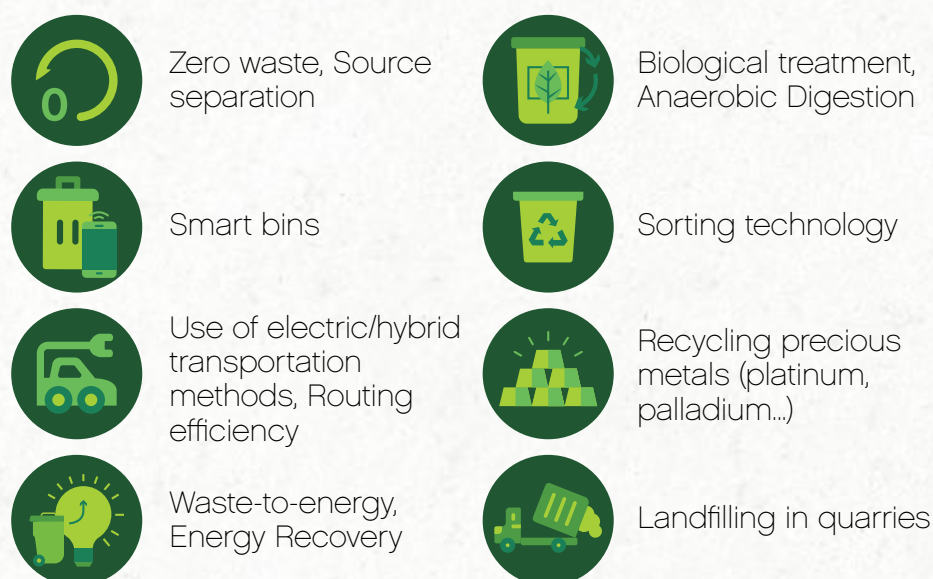 0
Zero waste, Source
separation
Smart bins
Use of electric/hybrid
transportation
methods, Routing
efficiency
Waste-to-energy,
Energy Recovery
Biological treatment,
Anaerobic Digestion
Sorting technology
Recycling precious
metals (platinum,
palladium...)
Landfilling in quarries